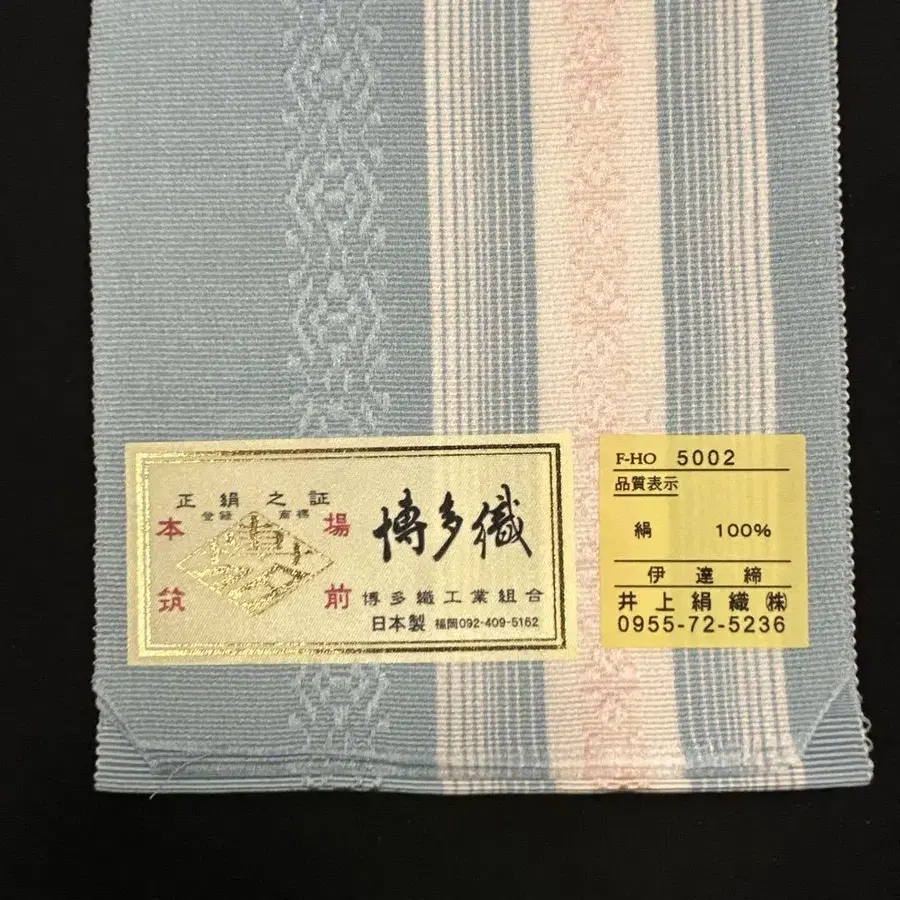 正絹之証
登録 商標
本場
筑前
博多織
博多織工業組合
日本製 福岡092-409-5162
F-HO 5002
品質表示
絹 100%
伊達締
井上絹織㈱
0955-72-5236